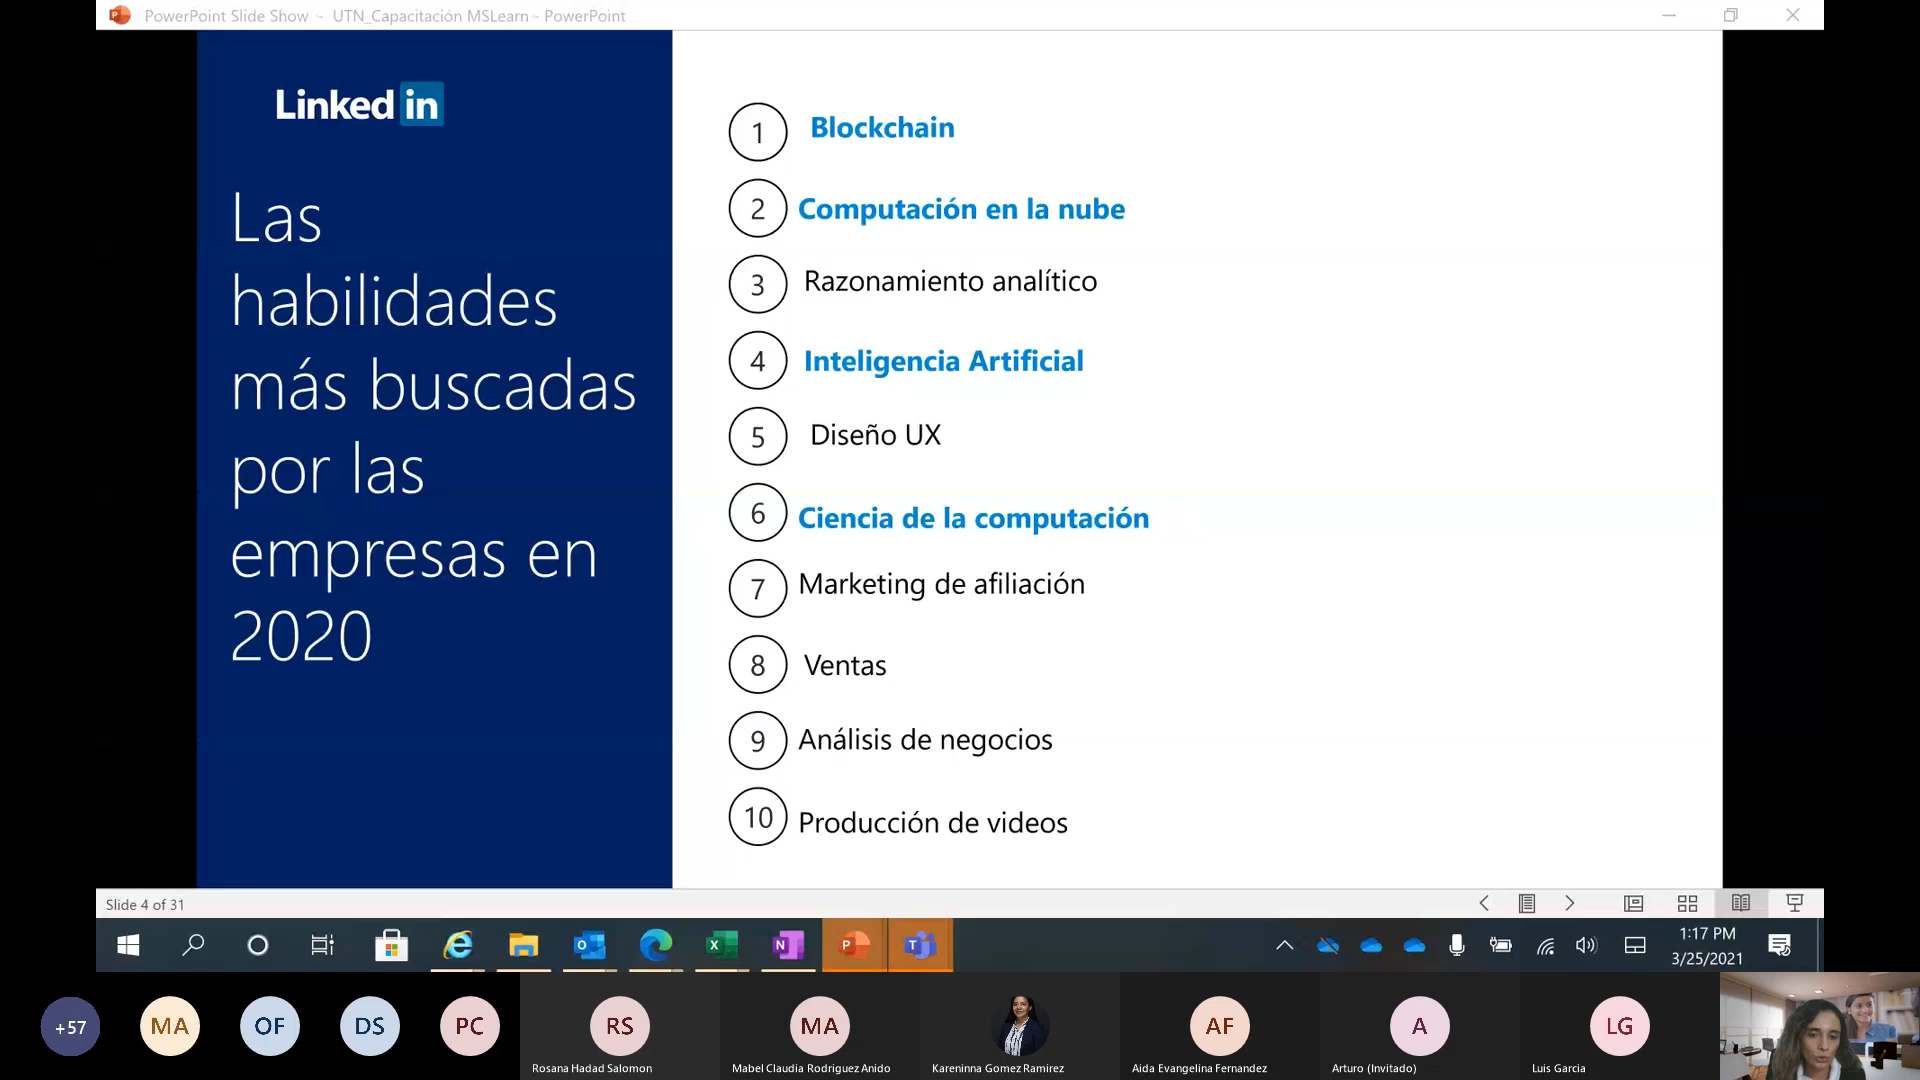 PowerPoint Slide Show - UTN_Capacitación MSLearn - PowerPoint
Linked in
Las
habilidades
más buscadas
por las
empresas en
2020
1 Blockchain
2 Computación en la nube
3 Razonamiento analítico
4 Inteligencia Artificial
5 Diseño UX
6 Ciencia de la computación
7 Marketing de afiliación
8 Ventas
9 Análisis de negocios
10 Producción de videos
Slide 4 of 31
1:17 PM
3/25/2021
+57
MA
OF
DS
PC
RS
MA
AF
A
LG
Rosana Hadad Salomon
Mabel Claudia Rodriguez Anido
Kareninna Gomez Ramirez
Aida Evangelina Fernandez
Arturo (Invitado)
Luis Garcia